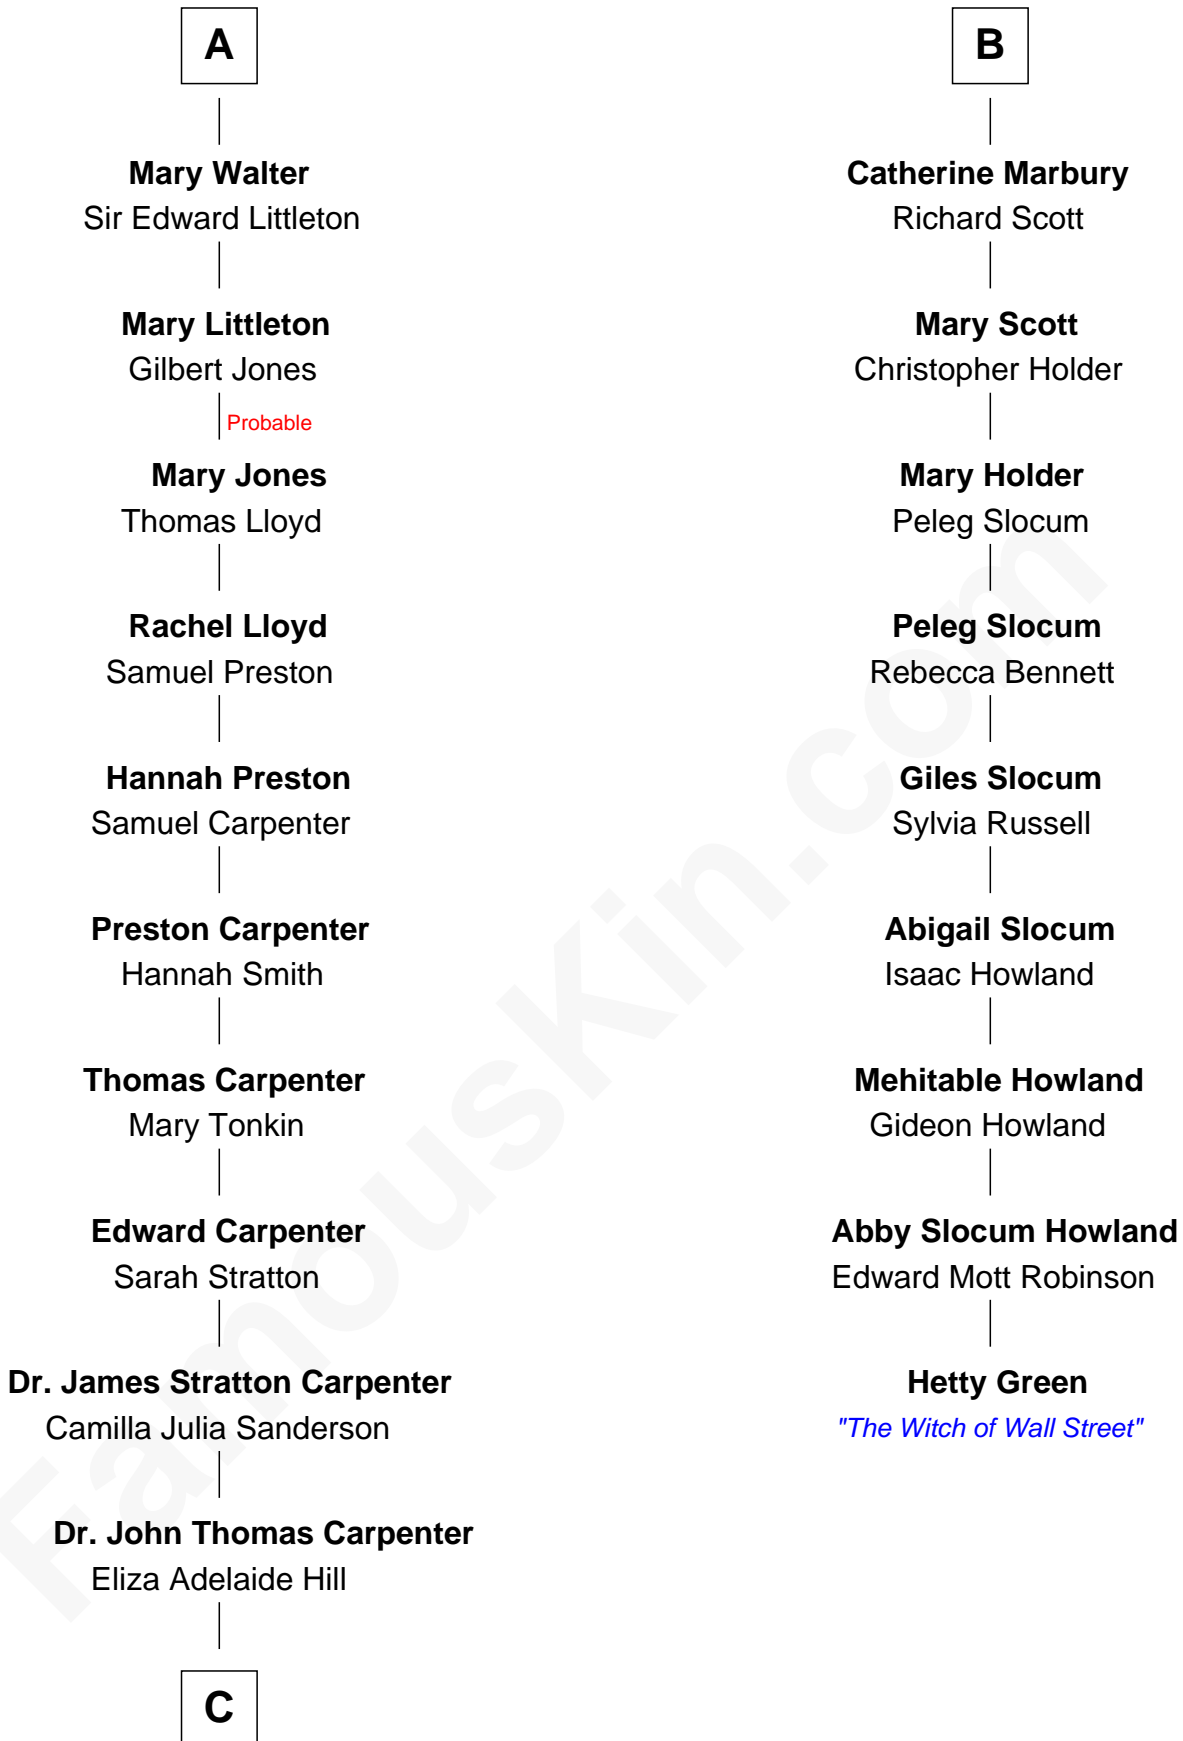 A
Mary Walter
Sir Edward Littleton
Mary Littleton
Gilbert Jones
Probable
Mary Jones
Thomas Lloyd
Rachel Lloyd
Samuel Preston
Hannah Preston
Samuel Carpenter
Preston Carpenter
Hannah Smith
Thomas Carpenter
Mary Tonkin
Edward Carpenter
Sarah Stratton
Dr. James Stratton Carpenter
Camilla Julia Sanderson
Dr. John Thomas Carpenter
Eliza Adelaide Hill
C
B
Catherine Marbury
Richard Scott
Mary Scott
Christopher Holder
Mary Holder
Peleg Slocum
Peleg Slocum
Rebecca Bennett
Giles Slocum
Sylvia Russell
Abigail Slocum
Isaac Howland
Mehitable Howland
Gideon Howland
Abby Slocum Howland
Edward Mott Robinson
Hetty Green
"The Witch of Wall Street"
FamousKin.com